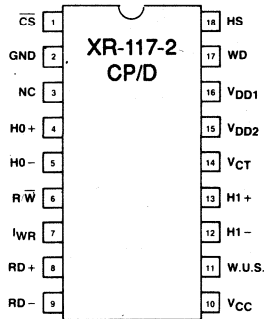 XR-117-2
CP/D
C̅S̅ 1
GND 2
NC 3
H0+ 4
H0- 5
R/W̅ 6
IWR 7
RD+ 8
RD- 9
18 HS
17 WD
16 VDD1
15 VDD2
14 VCT
13 H1+
12 H1-
11 W.U.S.
10 VCC